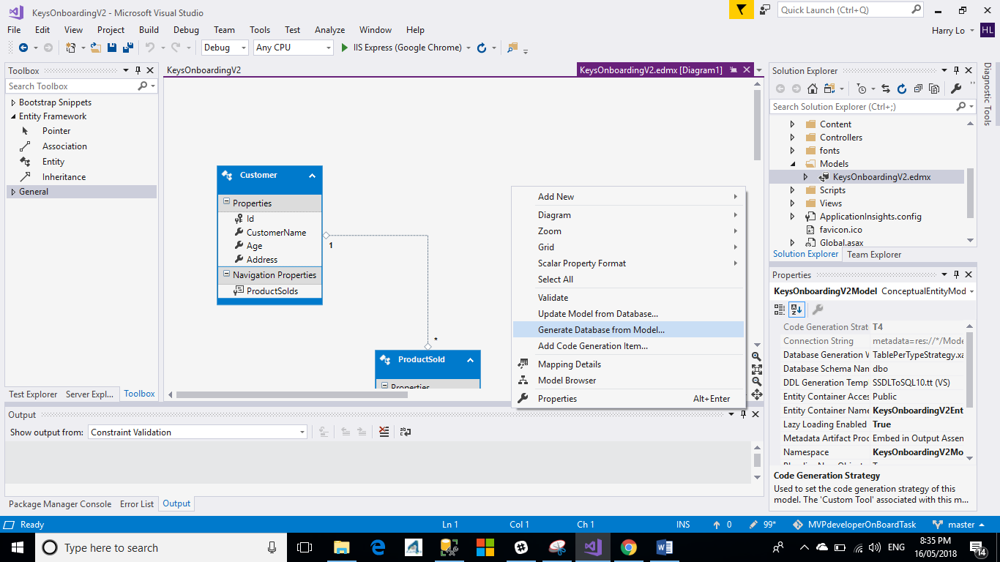 KeysOnboardingV2 - Microsoft Visual Studio
Quick Launch (Ctrl+Q)
File Edit View Project Build Debug Team Tools Test Analyze Window Help
Harry Lo HL
Debug Any CPU IIS Express (Google Chrome)
Toolbox
Search Toolbox
Bootstrap Snippets
Entity Framework
Pointer
Association
Entity
Inheritance
General
Test Explorer Server Expl... Toolbox
KeysOnboardingV2
KeysOnboardingV2.edmx [Diagram1]
Customer
Properties
Id
CustomerName
Age
Address
Navigation Properties
ProductSolds
1
*
ProductSold
Properties
Add New
Diagram
Zoom
Grid
Scalar Property Format
Select All
Validate
Update Model from Database...
Generate Database from Model...
Add Code Generation Item...
Mapping Details
Model Browser
Properties Alt+Enter
Solution Explorer
Search Solution Explorer (Ctrl+;)
Content
Controllers
fonts
Models
KeysOnboardingV2.edmx
Scripts
Views
ApplicationInsights.config
favicon.ico
Global.asax
Solution Explorer Team Explorer
Diagnostic Tools
Properties
KeysOnboardingV2Model ConceptualEntityMod
Code Generation Strat T4
Connection String metadata=res://*/Mode
Database Generation W TablePerTypeStrategy.xa
Database Schema Nan dbo
DDL Generation Temp SSDLToSQL10.tt (VS)
Entity Container Acces Public
Entity Container Name KeysOnboardingV2Ent
Lazy Loading Enabled True
Metadata Artifact Proc Embed in Output Assen
Namespace KeysOnboardingV2Mo
Code Generation Strategy
Used to set the code generation strategy of this
model. The 'Custom Tool' associated with this m...
Output
Show output from: Constraint Validation
Package Manager Console Error List Output
Ready Ln 1 Col 1 Ch 1 INS 0 99* MVPdeveloperOnBoardTask master
Type here to search
ENG
8:35 PM
16/05/2018
14